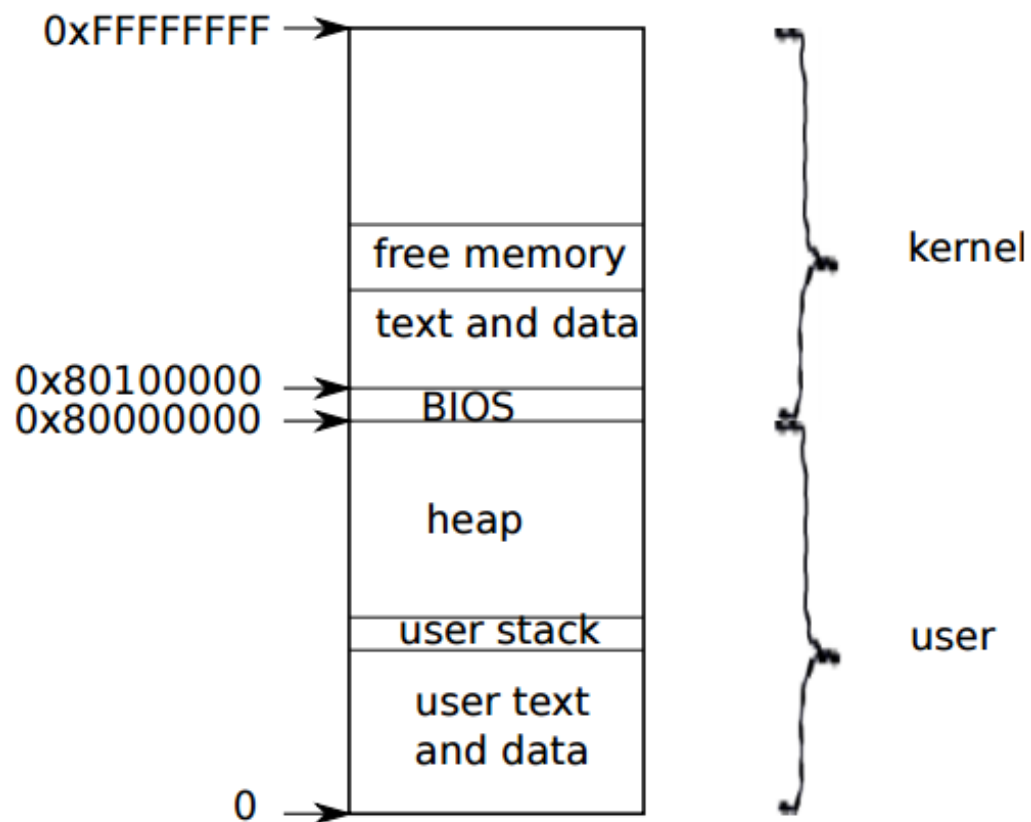 0xFFFFFFFF
free memory
kernel
text and data
0x80100000
BIOS
0x80000000
heap
user stack
user
user text
and data
0